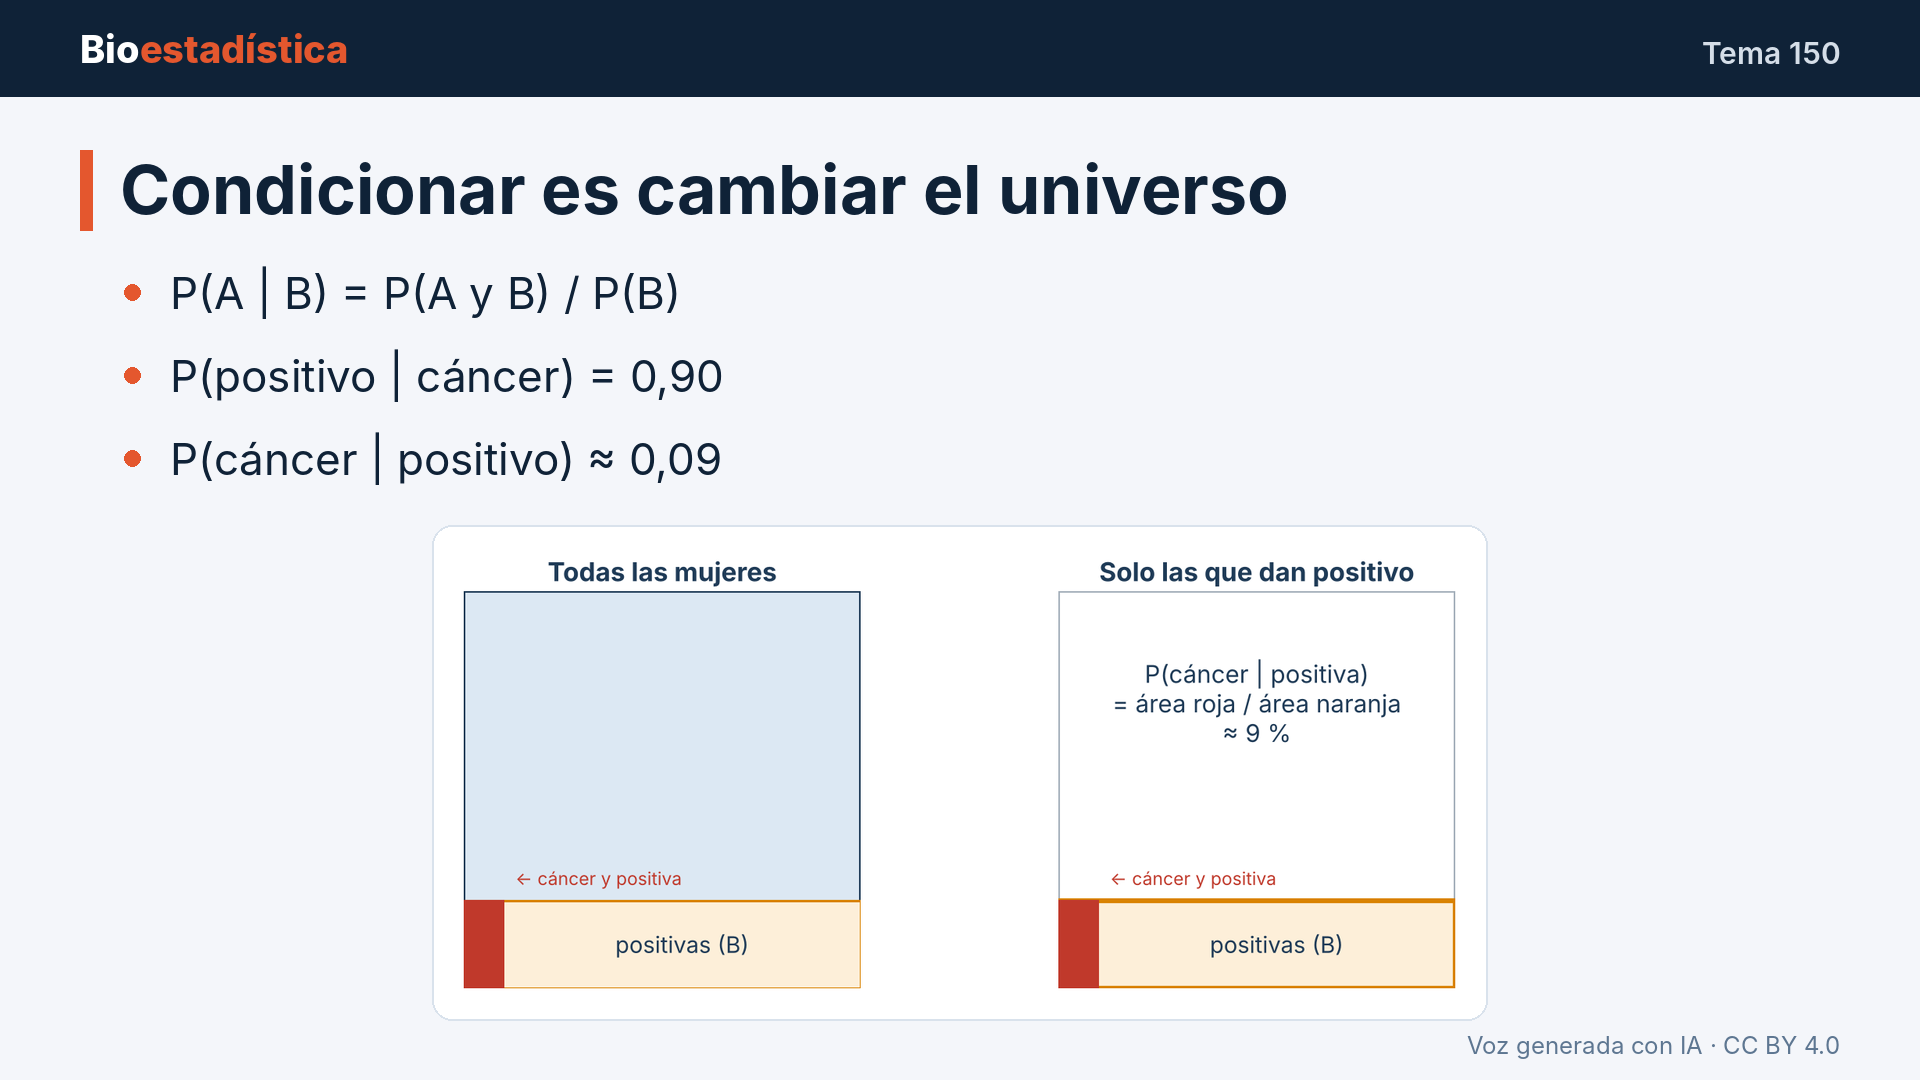 Bioestadística
Tema 150
Condicionar es cambiar el universo
P(A | B) = P(A y B) / P(B)
P(positivo | cáncer) = 0,90
P(cáncer | positivo) ≈ 0,09
Todas las mujeres
← cáncer y positiva
positivas (B)
Solo las que dan positivo
P(cáncer | positiva)
= área roja / área naranja
≈ 9 %
← cáncer y positiva
positivas (B)
Voz generada con IA · CC BY 4.0